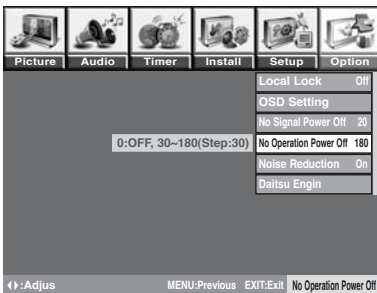 Picture Audio Timer Install Setup Option
Local Lock Off
OSD Setting
No Signal Power Off 20
0:OFF, 30~180(Step:30) No Operation Power Off 180
Noise Reduction On
Daitsu Engin
:Adjus MENU:Previous EXIT:Exit No Operation Power Off